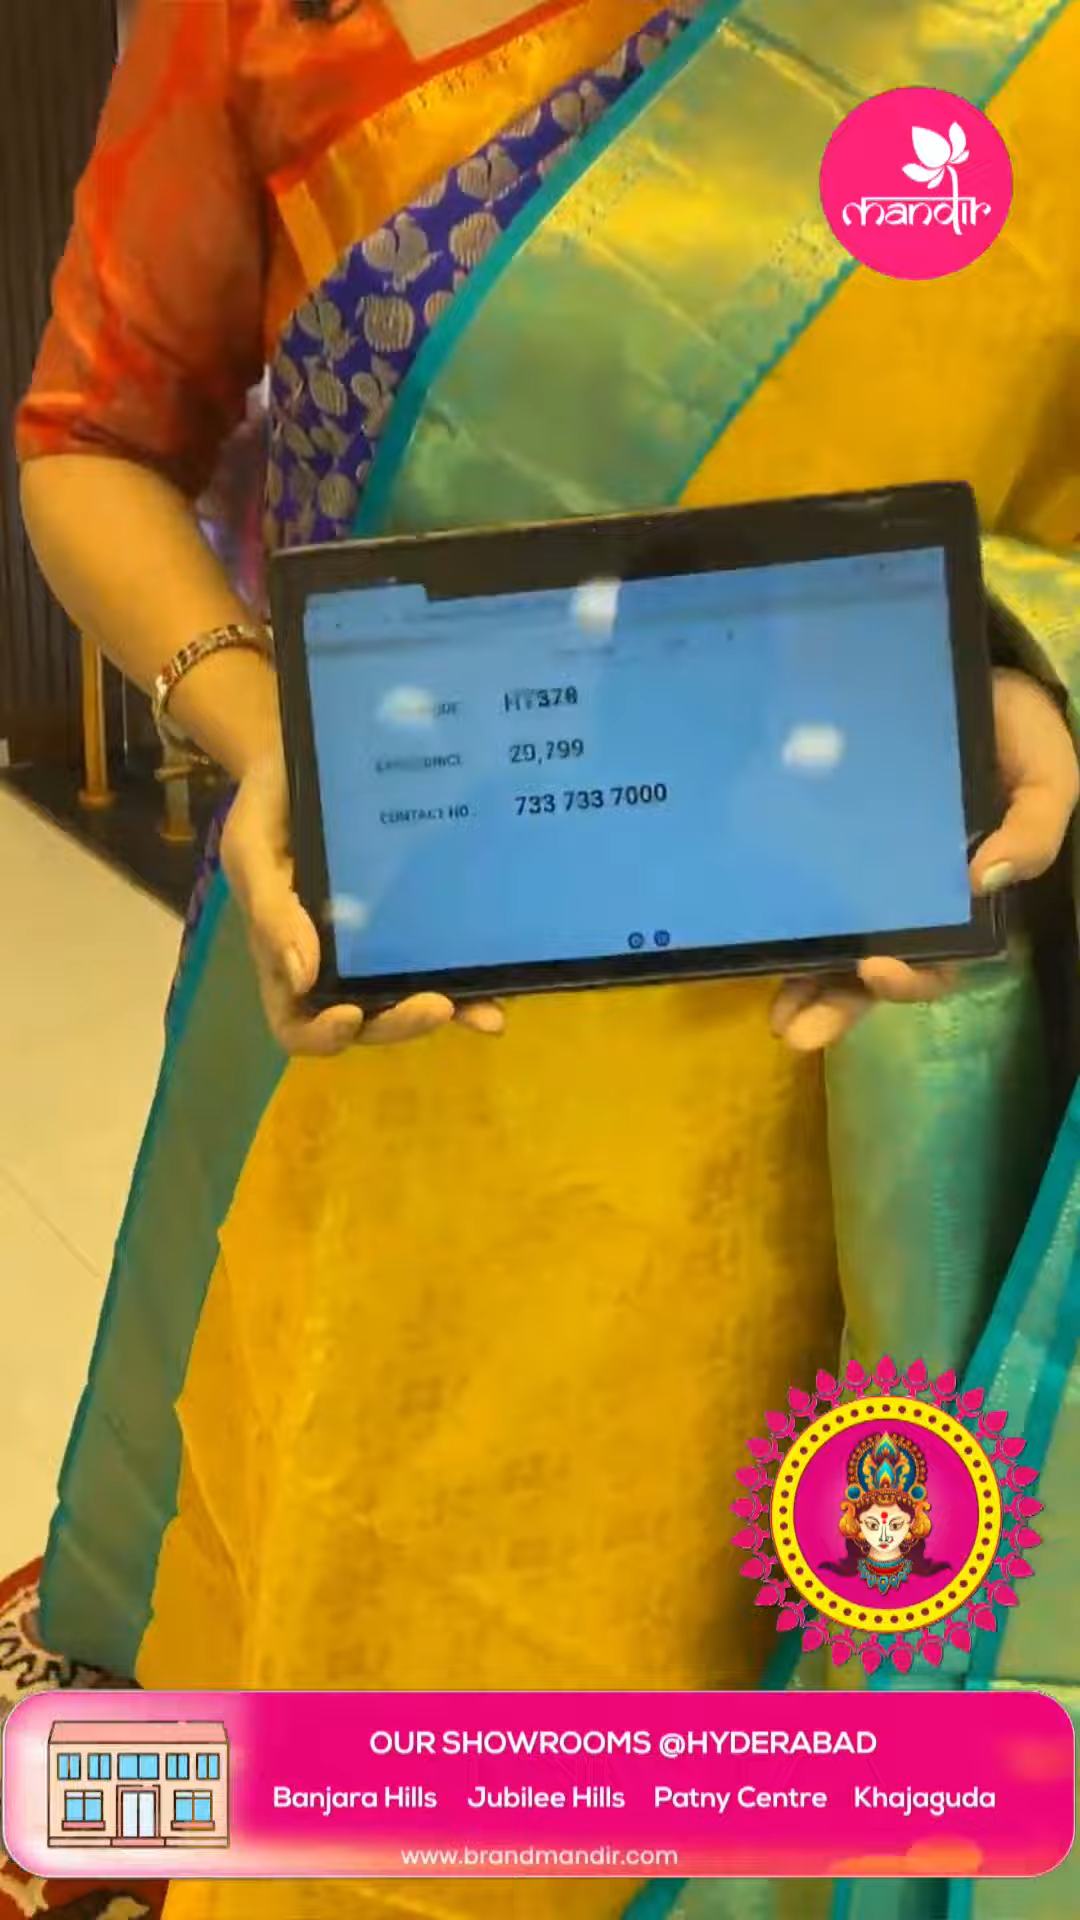 mandir
20,799
CONTACT NO.
733 733 7000
OUR SHOWROOMS @HYDERABAD
Banjara Hills Jubilee Hills Patny Centre Khajaguda
www.brandmandir.com